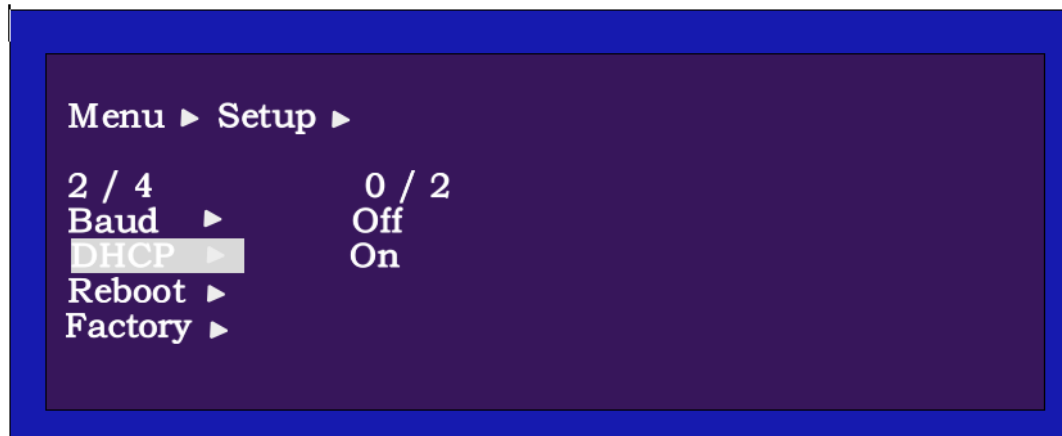 Menu ► Setup ►
2 / 4 0 / 2
Baud ► Off
DHCP ► On
Reboot ►
Factory ►